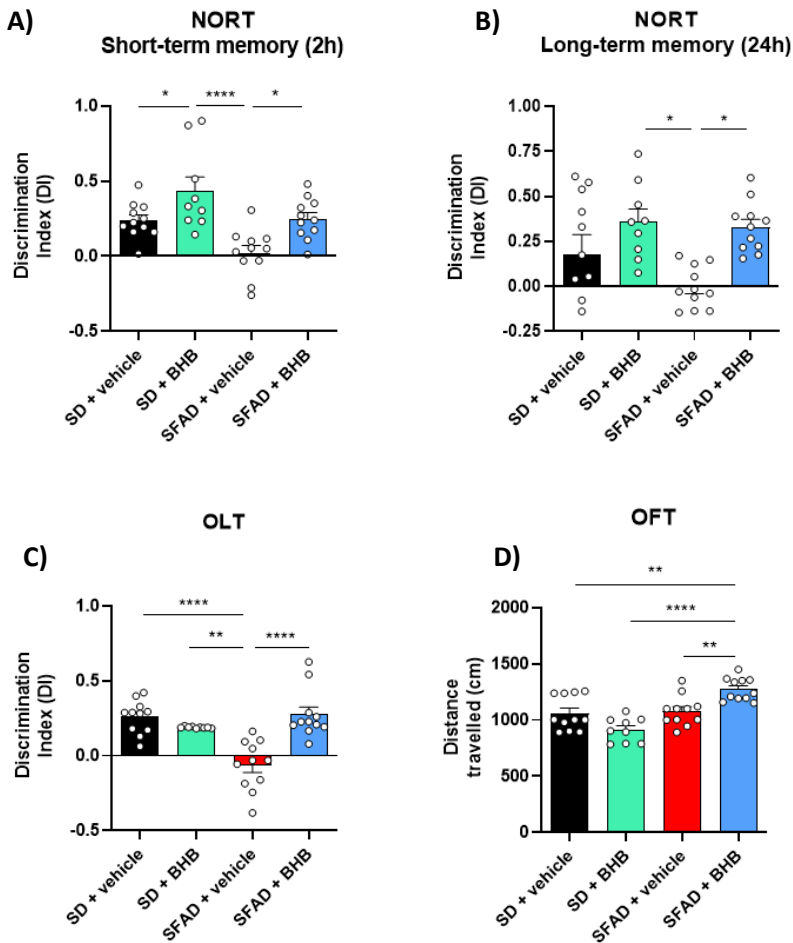 A)
NORT
Short-term memory (2h)
* **** *
1.0
0.5
0.0
-0.5
Discrimination
Index (DI)
SD + vehicle
SD + BHB
SFAD + vehicle
SFAD + BHB
B)
NORT
Long-term memory (24h)
* *
1.00
0.75
0.50
0.25
0.00
-0.25
Discrimination
Index (DI)
SD + vehicle
SD + BHB
SFAD + vehicle
SFAD + BHB
C)
OLT
****
** ****
1.0
0.5
0.0
-0.5
Discrimination
Index (DI)
SD + vehicle
SD + BHB
SFAD + vehicle
SFAD + BHB
D)
OFT
**
****
**
2000
1500
1000
500
0
Distance
travelled (cm)
SD + vehicle
SD + BHB
SFAD + vehicle
SFAD + BHB